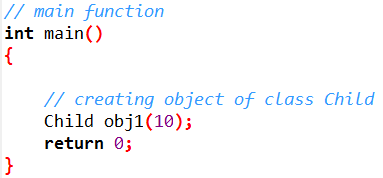 // main function
int main()
{
// creating object of class Child
Child obj1(10);
return 0;
}